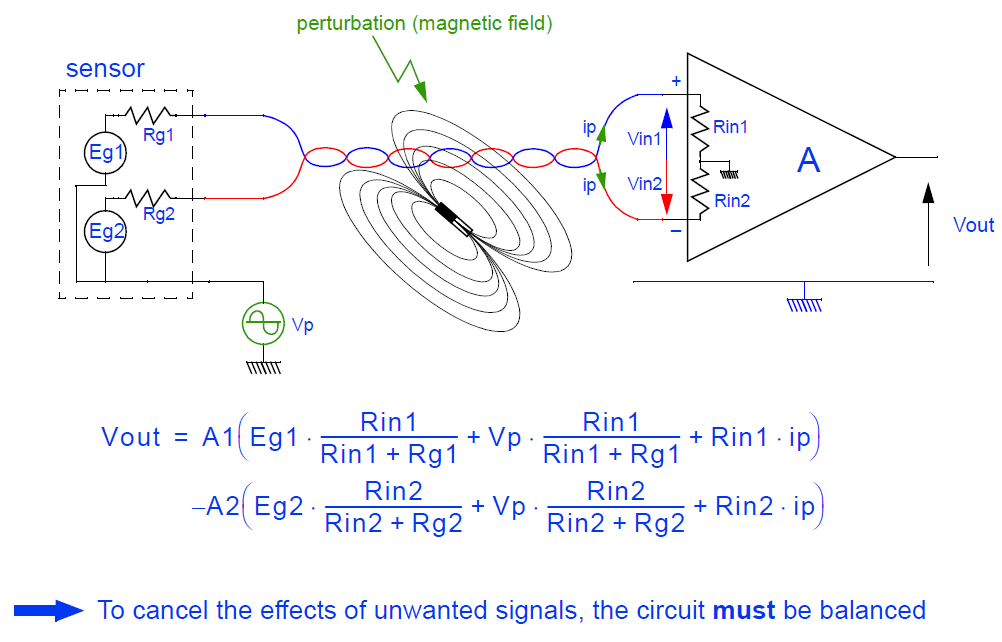 perturbation (magnetic field)
sensor
Rg1
Eg1
Rg2
Eg2
Vp
ip
ip
+
Vin1
Vin2
−
Rin1
Rin2
A
Vout
Vout = A1(Eg1 · Rin1/(Rin1 + Rg1) + Vp · Rin1/(Rin1 + Rg1) + Rin1 · ip)
−A2(Eg2 · Rin2/(Rin2 + Rg2) + Vp · Rin2/(Rin2 + Rg2) + Rin2 · ip)
To cancel the effects of unwanted signals, the circuit must be balanced